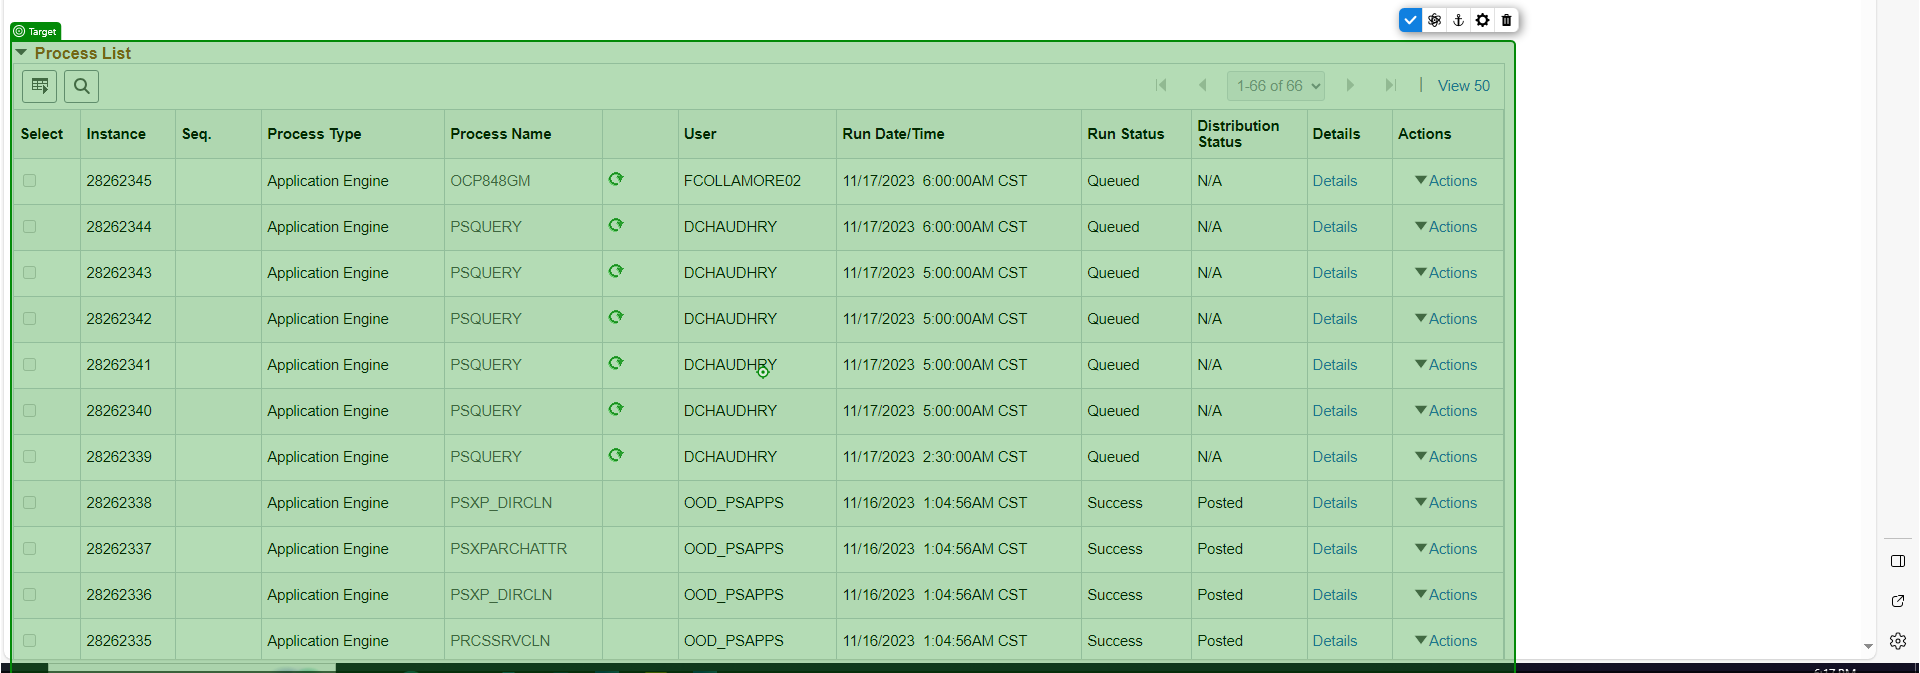 Target
Process List
1-66 of 66 | View 50
Select Instance Seq. Process Type Process Name User Run Date/Time Run Status Distribution Status Details Actions
28262345 Application Engine OCP848GM FCOLLAMORE02 11/17/2023 6:00:00AM CST Queued N/A Details Actions
28262344 Application Engine PSQUERY DCHAUDHRY 11/17/2023 6:00:00AM CST Queued N/A Details Actions
28262343 Application Engine PSQUERY DCHAUDHRY 11/17/2023 5:00:00AM CST Queued N/A Details Actions
28262342 Application Engine PSQUERY DCHAUDHRY 11/17/2023 5:00:00AM CST Queued N/A Details Actions
28262341 Application Engine PSQUERY DCHAUDHRY 11/17/2023 5:00:00AM CST Queued N/A Details Actions
28262340 Application Engine PSQUERY DCHAUDHRY 11/17/2023 5:00:00AM CST Queued N/A Details Actions
28262339 Application Engine PSQUERY DCHAUDHRY 11/17/2023 2:30:00AM CST Queued N/A Details Actions
28262338 Application Engine PSXP_DIRCLN OOD_PSAPPS 11/16/2023 1:04:56AM CST Success Posted Details Actions
28262337 Application Engine PSXPARCHATTR OOD_PSAPPS 11/16/2023 1:04:56AM CST Success Posted Details Actions
28262336 Application Engine PSXP_DIRCLN OOD_PSAPPS 11/16/2023 1:04:56AM CST Success Posted Details Actions
28262335 Application Engine PRCSSRVCLN OOD_PSAPPS 11/16/2023 1:04:56AM CST Success Posted Details Actions